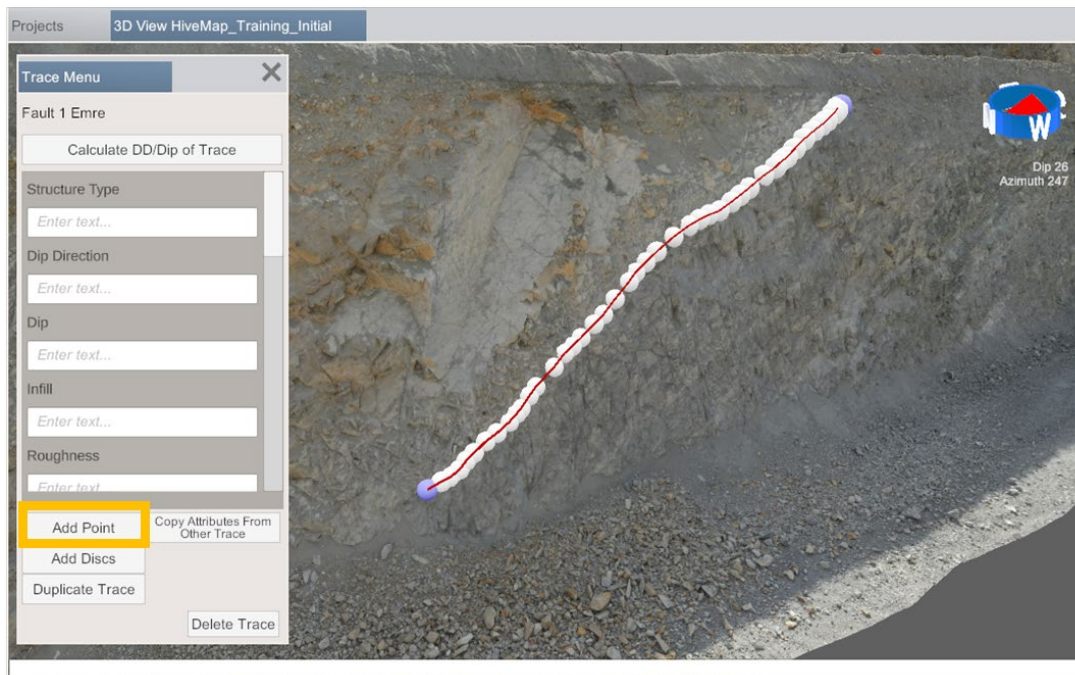 Projects
3D View HiveMap_Training_Initial
Trace Menu
Fault 1 Emre
Calculate DD/Dip of Trace
Structure Type
Enter text...
Dip Direction
Enter text...
Dip
Enter text...
Infill
Enter text...
Roughness
Enter text
Add Point
Copy Attributes From
Other Trace
Add Discs
Duplicate Trace
Delete Trace
W
Dip 26
Azimuth 247